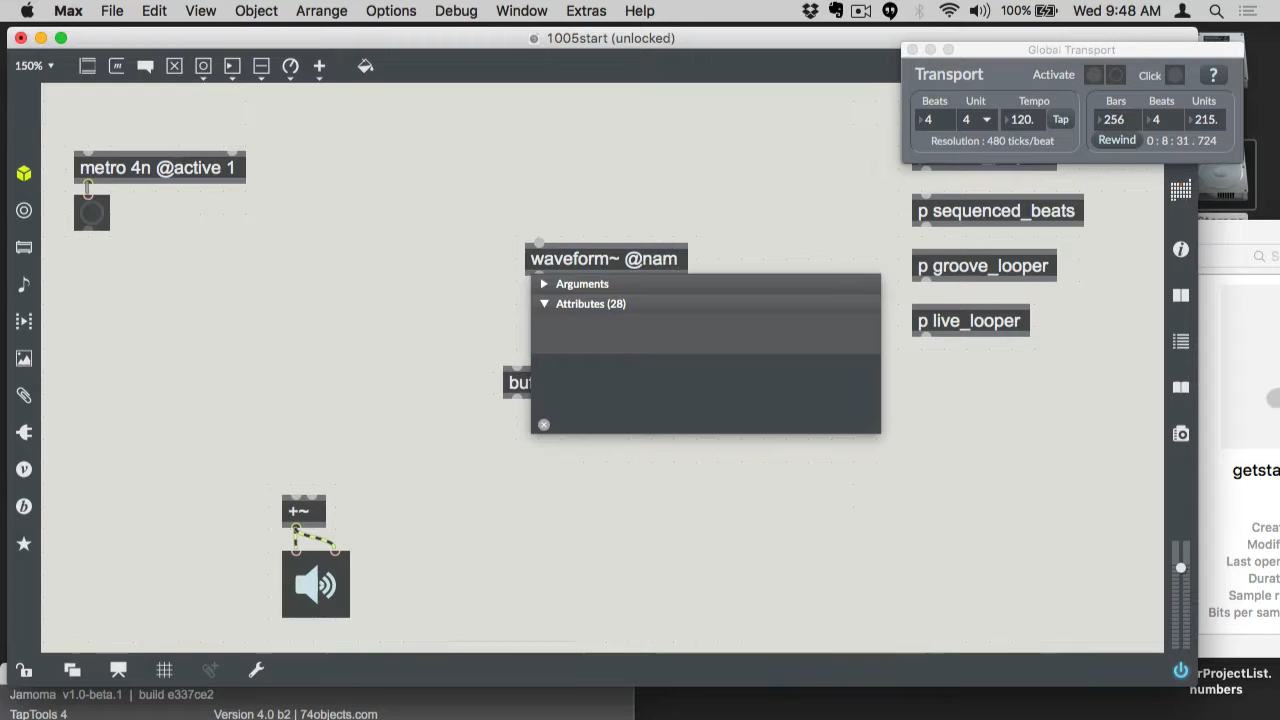 Max File Edit View Object Arrange Options Debug Window Extras Help 100% Wed 9:48 AM
1005start (unlocked)
Global Transport
150%
Transport Activate Click ?
Beats Unit Tempo Bars Beats Units
4 4 120. Tap 256 4 215.
Resolution : 480 ticks/beat Rewind 0 : 8 : 31 . 724
metro 4n @active 1
p sequenced_beats
waveform~ @nam
p groove_looper
Arguments
Attributes (28)
p live_looper
buf
getsta
+~
Crea
Modif
Last open
Durat
Sample r
Bits per sam
rProjectList.
numbers
Jamoma v1.0-beta.1 | build e337ce2
TapTools 4 Version 4.0 b2 | 74objects.com